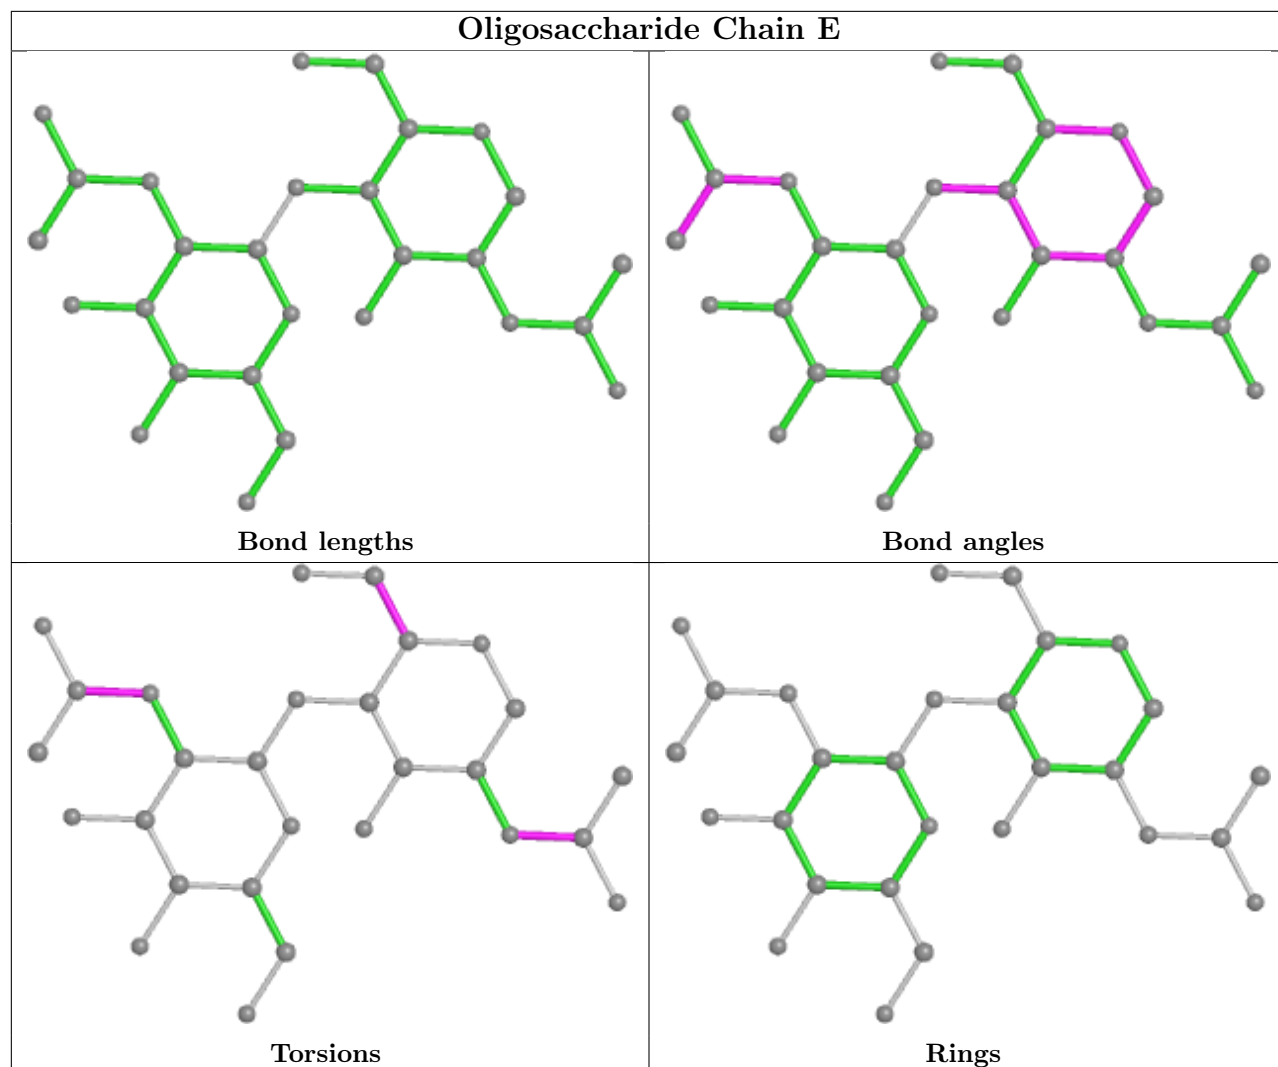 Oligosaccharide Chain E
Bond lengths
Bond angles
Torsions
Rings